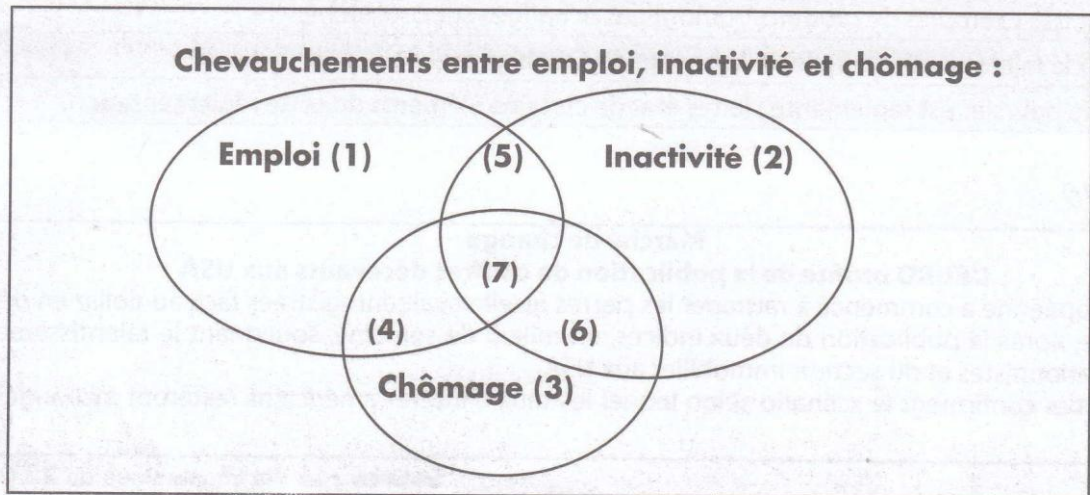 Chevauchements entre emploi, inactivité et chômage :
Emploi (1)
(5)
Inactivité (2)
(7)
(4)
(6)
Chômage (3)